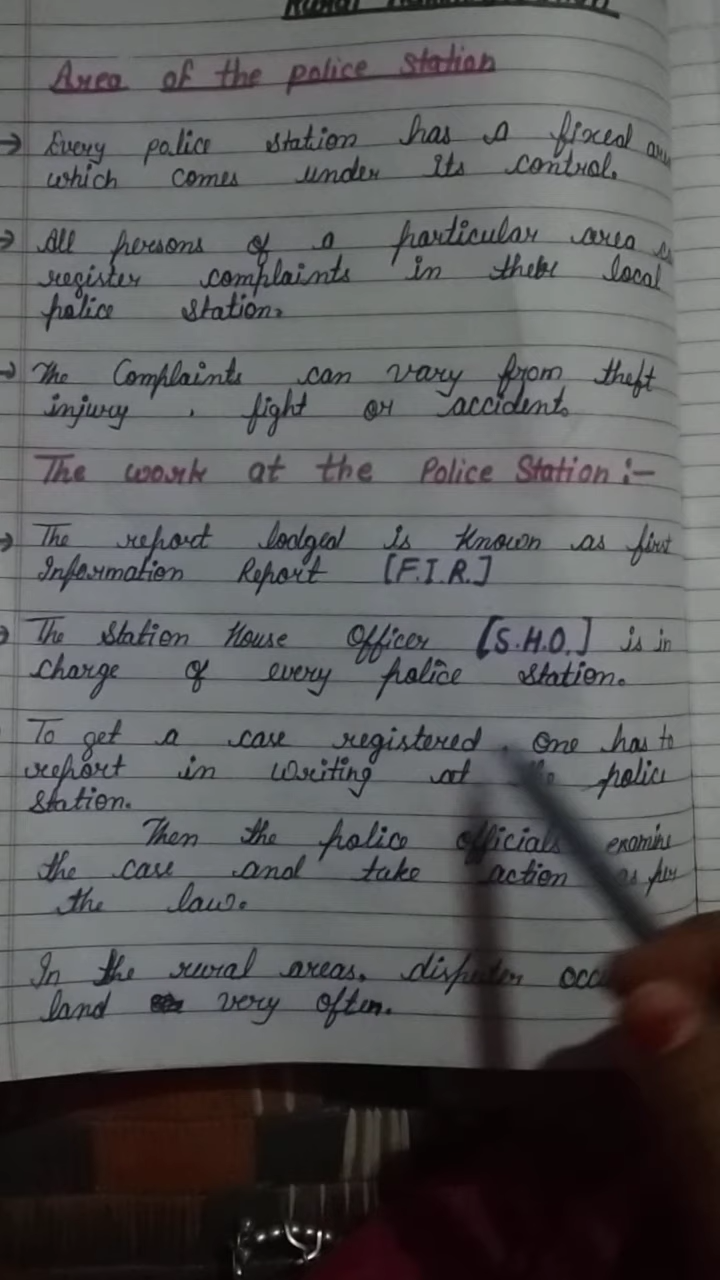 Area of the police station
→ Every police station has a fixed
which comes under its control.
→ All persons of a particular area
register complaints in their local
police station.
→ The Complaints can vary from theft
injury, fight or accident.
The work at the Police Station :-
→ The report lodged is known as first
Information Report [F.I.R.]
→ The Station House Officer [S.H.O.] is in
charge of every police station.
To get a case registered, One has to
report in writing at the police
Station.
Then the police officials examine
the case and take action as per
the law.
In the rural areas, disputes
land very often.